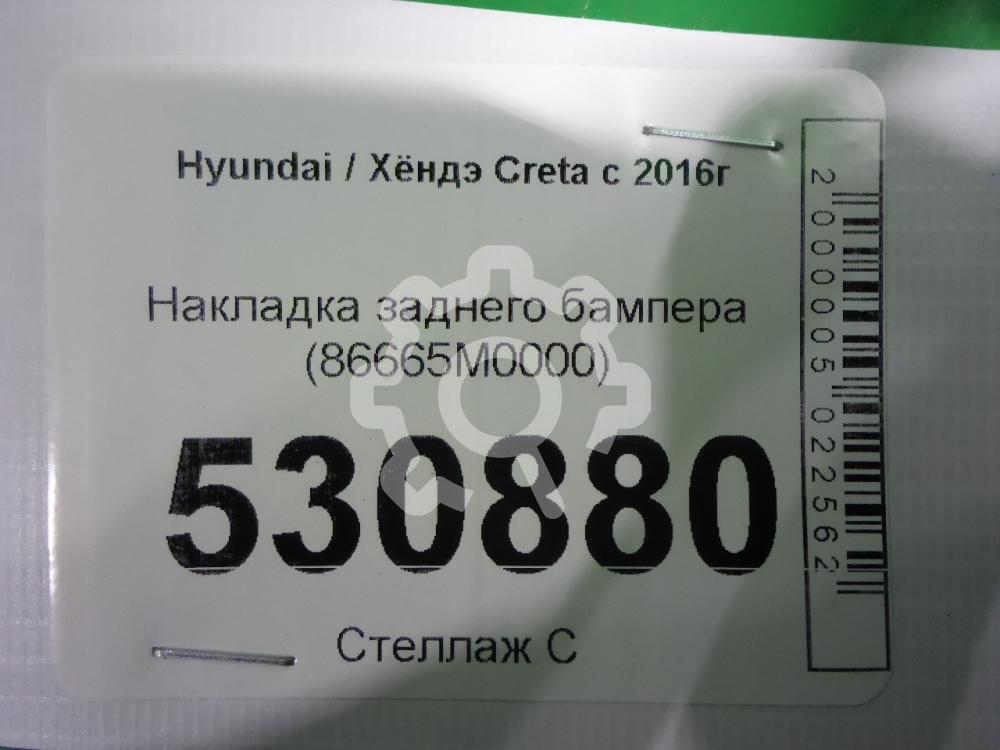 Hyundai / Хёндэ Creta с 2016г
Накладка заднего бампера
(86665M0000)
530880
Стеллаж С
2000005022562